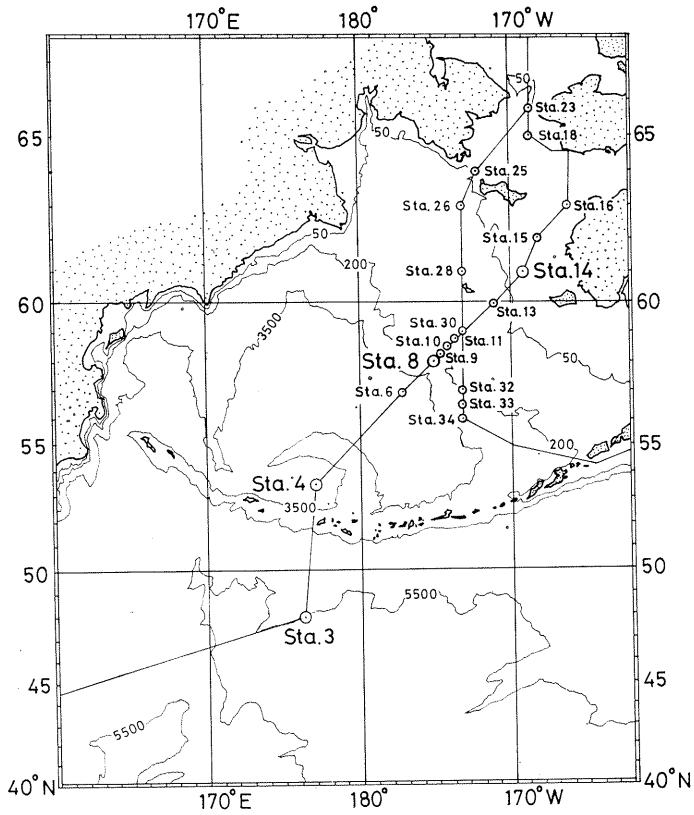 170°E 180° 170°W
50
Sta.23
65 50 Sta.18 65
Sta.25
Sta.26 Sta.16
50 Sta.15
200 Sta.28 Sta.14
60 60
Sta.13
3500 Sta.30
Sta.10 Sta.11
Sta. 8 Sta.9 50
Sta.6 Sta.32
Sta.33
55 Sta.34 200 55
Sta.4
3500
50 50
5500
Sta.3
45 45
5500
40°N 40°N
170°E 180° 170°W